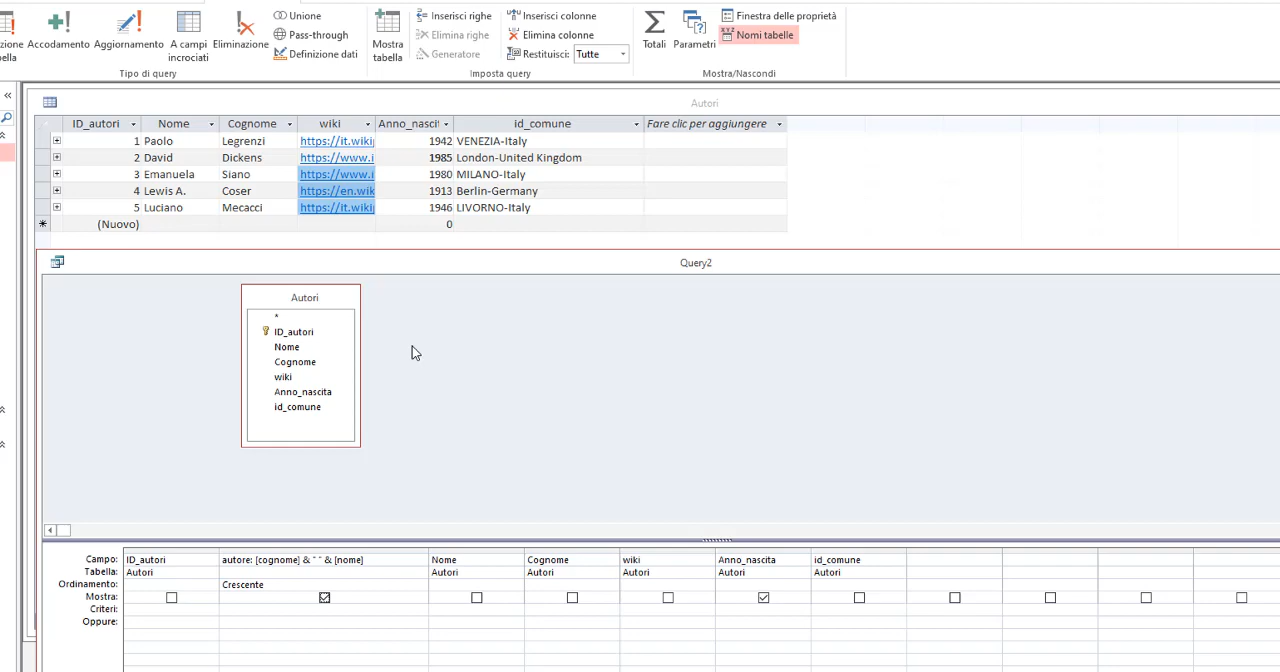 zione Accodamento Aggiornamento A campi Eliminazione
ella incrociati
Unione
Pass-through
Definizione dati
Tipo di query
Mostra
tabella
Inserisci righe
Elimina righe
Generatore
Inserisci colonne
Elimina colonne
Restituisci: Tutte
Imposta query
Totali Parametri
Finestra delle proprietà
Nomi tabelle
Mostra/Nascondi
«
Autori
ID_autori Nome Cognome wiki Anno_nascit id_comune Fare clic per aggiungere
1 Paolo Legrenzi https://it.wiki 1942 VENEZIA-Italy
2 David Dickens https://www.i 1985 London-United Kingdom
3 Emanuela Siano https://www.i 1980 MILANO-Italy
4 Lewis A. Coser https://en.wik 1913 Berlin-Germany
5 Luciano Mecacci https://it.wiki 1946 LIVORNO-Italy
* (Nuovo) 0
Query2
Autori
*
ID_autori
Nome
Cognome
wiki
Anno_nascita
id_comune
Campo: ID_autori autore: [cognome] & " " & [nome] Nome Cognome wiki Anno_nascita id_comune
Tabella: Autori Autori Autori Autori Autori Autori
Ordinamento: Crescente
Mostra:
Criteri:
Oppure: